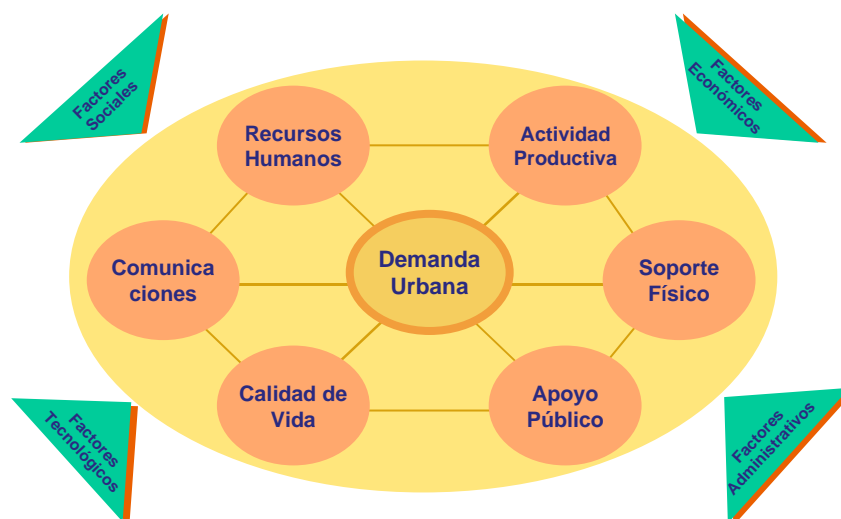 Factores
Sociales
Factores
Económicos
Recursos
Humanos
Actividad
Productiva
Comunica
ciones
Demanda
Urbana
Soporte
Físico
Calidad de
Vida
Apoyo
Público
Factores
Tecnológicos
Factores
Administrativos